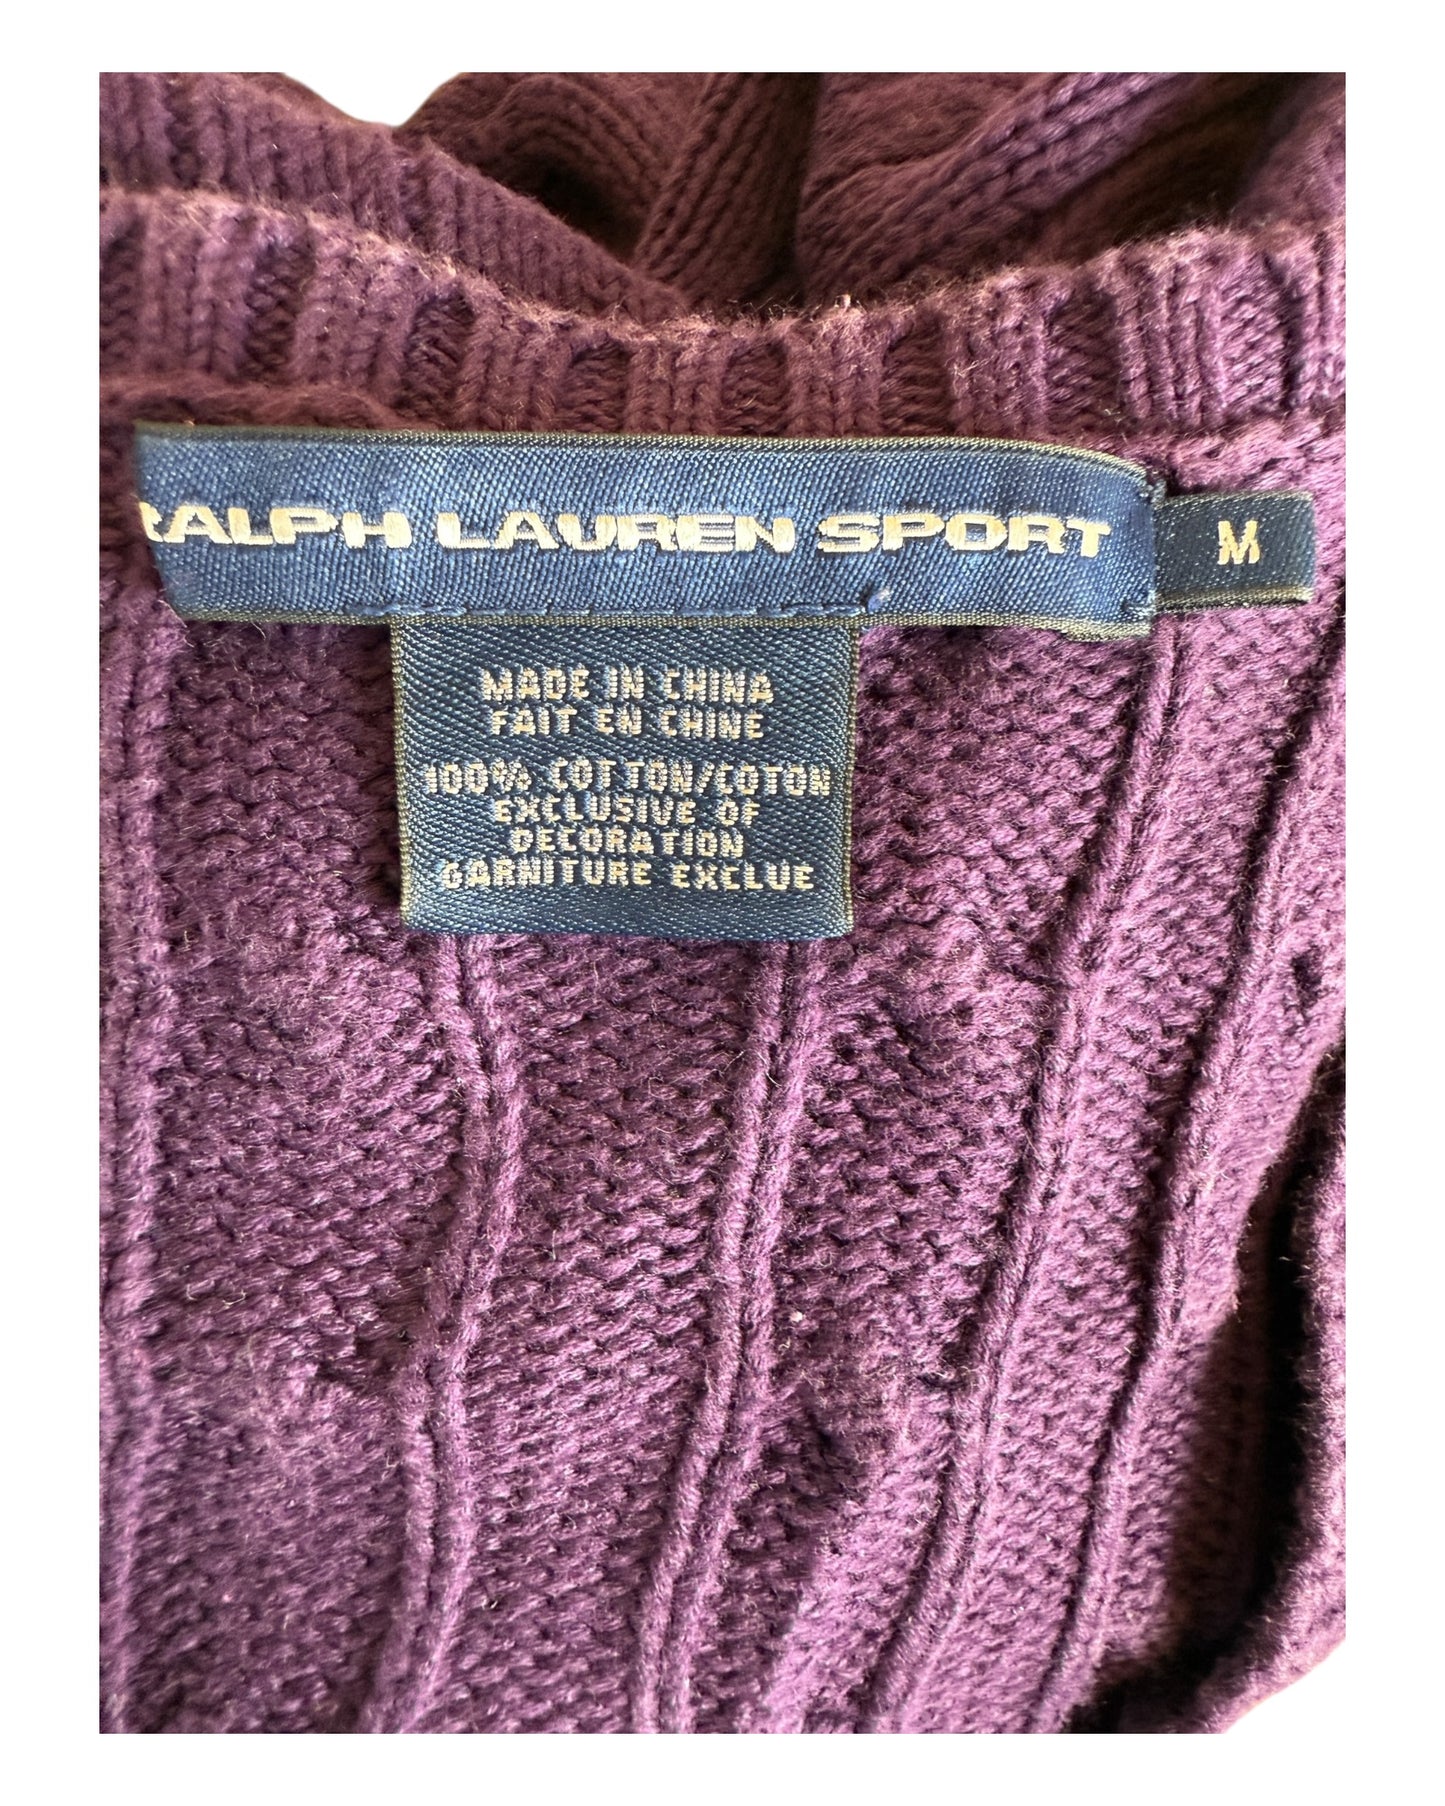 RALPH LAUREN SPORT
M
MADE IN CHINA
FAIT EN CHINE
100% COTTON/COTON
EXCLUSIVE OF
DECORATION
GARNITURE EXCLUE